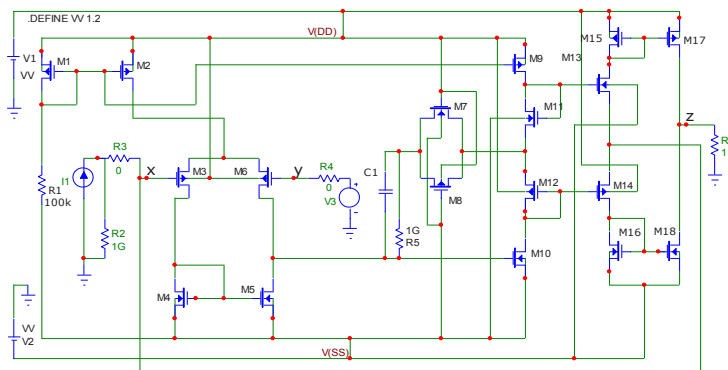 .DEFINE VV 1.2
V(DD)
V1
VV
M1
M2
M9
M15
M13
M17
M7
M11
R3
0
x
M3
M6
y
R4
0
C1
z
R
1
I1
R1
100k
V3
M8
M12
M14
R2
1G
1G
R5
M16
M18
M10
M4
M5
VV
V2
V(SS)